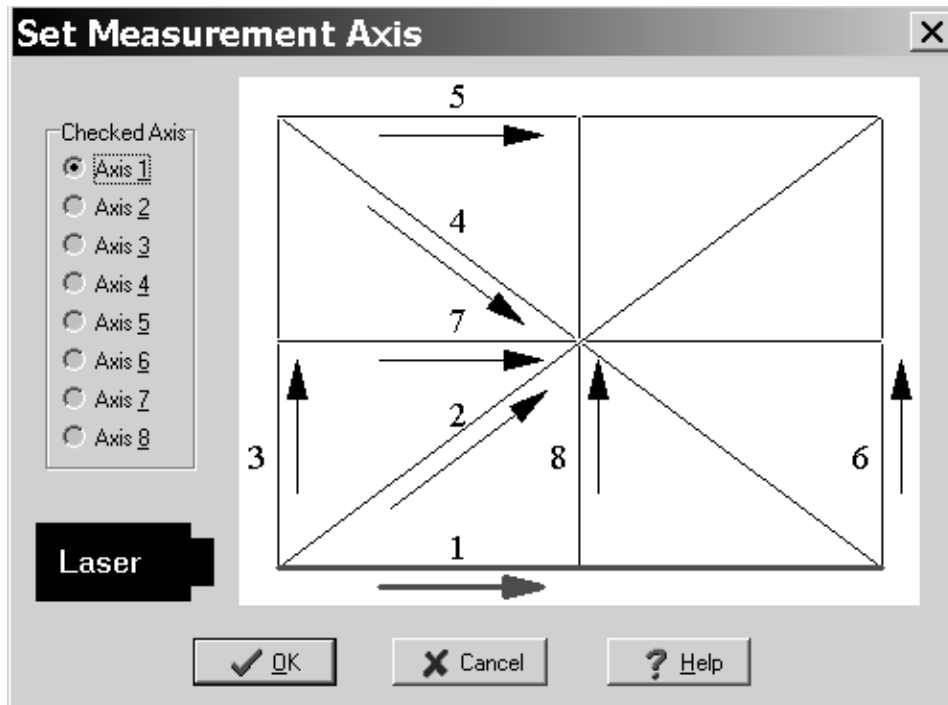 Set Measurement Axis
Checked Axis
Axis 1
Axis 2
Axis 3
Axis 4
Axis 5
Axis 6
Axis 7
Axis 8
5
4
7
2
3
8
6
1
Laser
OK
Cancel
? Help